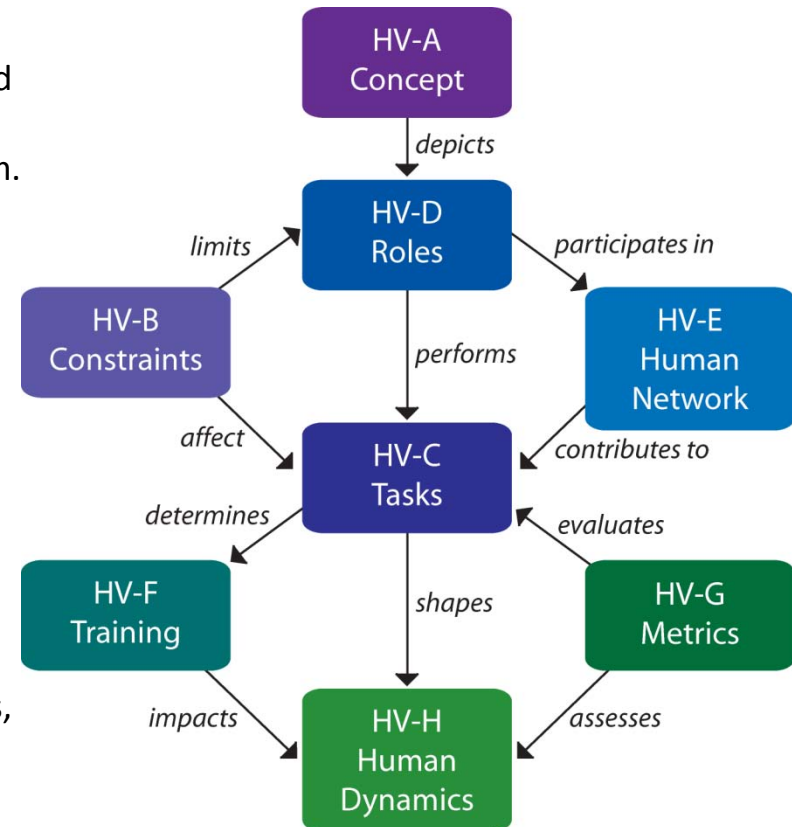 HV-A
Concept
d
depicts
n.
HV-D
Roles
limits
participates in
HV-B
Constraints
HV-E
Human
Network
performs
affect
HV-C
Tasks
contributes to
determines
evaluates
HV-F
Training
shapes
HV-G
Metrics
s,
impacts
HV-H
Human
Dynamics
assesses